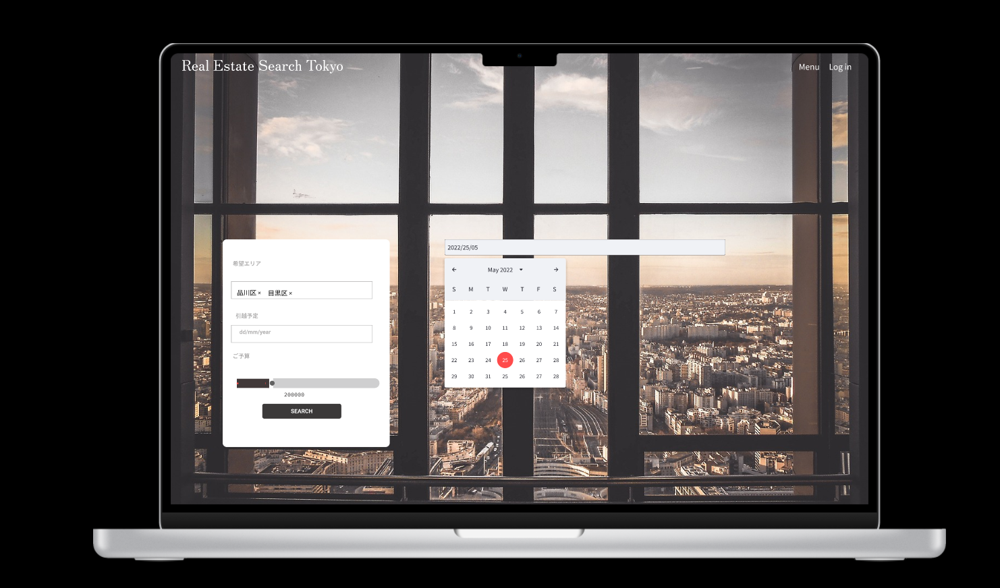 Real Estate Search Tokyo
Menu Log in
希望エリア
品川区× 目黒区×
引越予定
dd/mm/year
ご予算
200000
SEARCH
2022/25/05
← May 2022 →
S M T W T F S
1 2 3 4 5 6 7
8 9 10 11 12 13 14
15 16 17 18 19 20 21
22 23 24 25 26 27 28
29 30 31 25 26 27 28